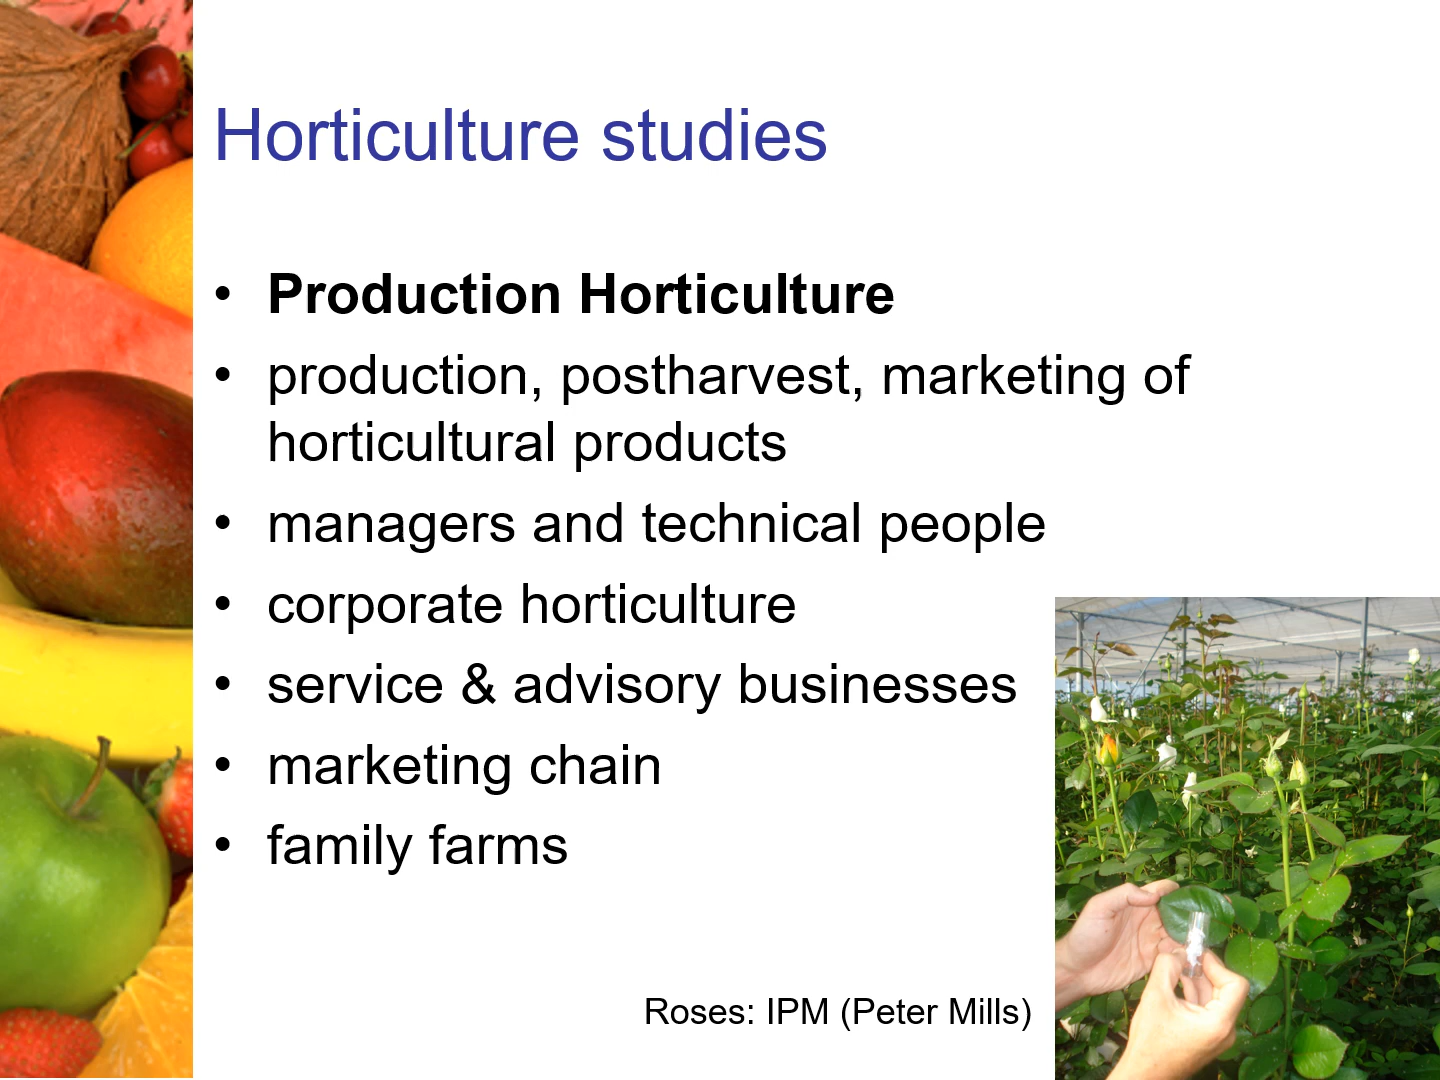 Horticulture studies
• Production Horticulture
• production, postharvest, marketing of
horticultural products
• managers and technical people
• corporate horticulture
• service & advisory businesses
• marketing chain
• family farms
Roses: IPM (Peter Mills)